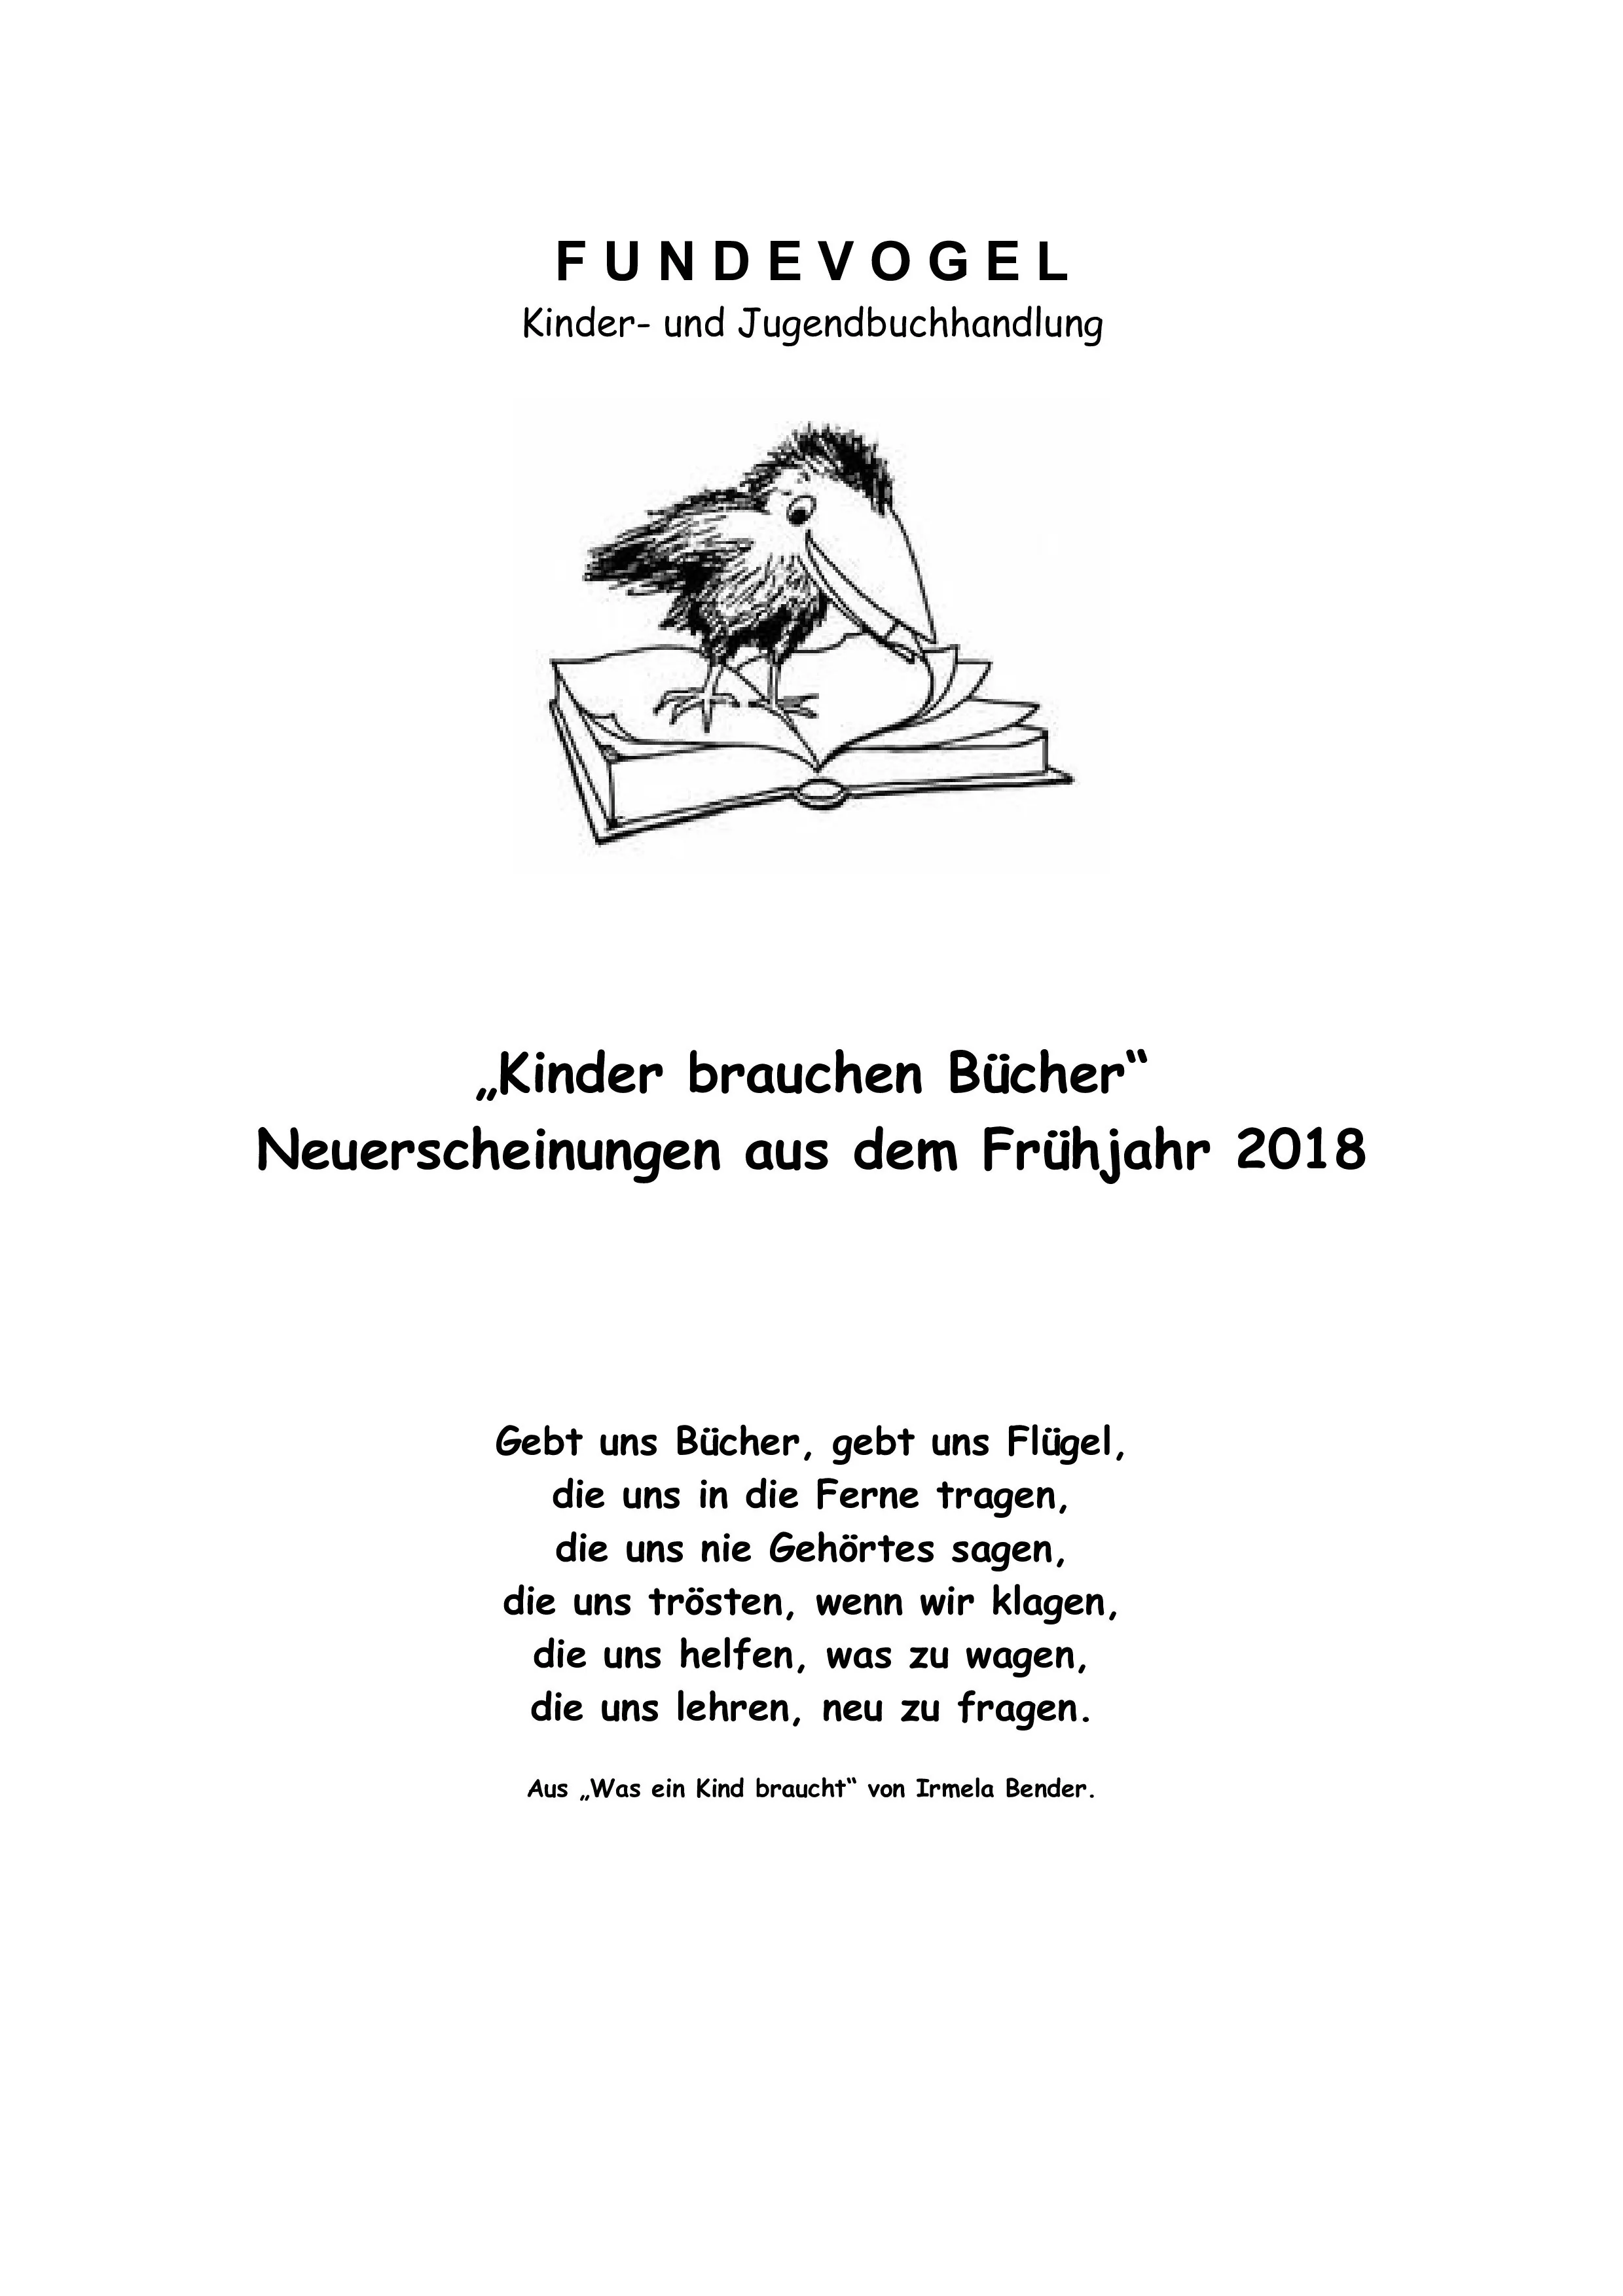 FUNDEVOGEL
Kinder- und Jugendbuchhandlung
„Kinder brauchen Bücher“
Neuerscheinungen aus dem Frühjahr 2018
Gebt uns Bücher, gebt uns Flügel,
die uns in die Ferne tragen,
die uns nie Gehörtes sagen,
die uns trösten, wenn wir klagen,
die uns helfen, was zu wagen,
die uns lehren, neu zu fragen.
Aus „Was ein Kind braucht“ von Irmela Bender.